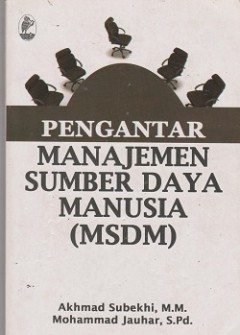 PENGANTAR
MANAJEMEN
SUMBER DAYA
MANUSIA
(MSDM)
Akhmad Subekhi, M.M.
Mohammad Jauhar, S.Pd.